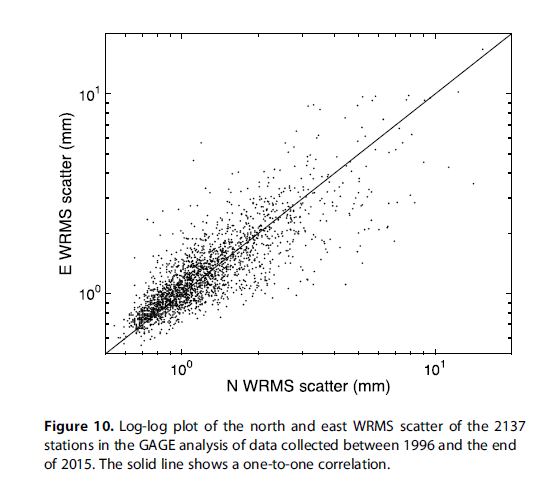 10¹
10⁰
E WRMS scatter (mm)
10⁰ 10¹
N WRMS scatter (mm)
Figure 10. Log-log plot of the north and east WRMS scatter of the 2137
stations in the GAGE analysis of data collected between 1996 and the end
of 2015. The solid line shows a one-to-one correlation.